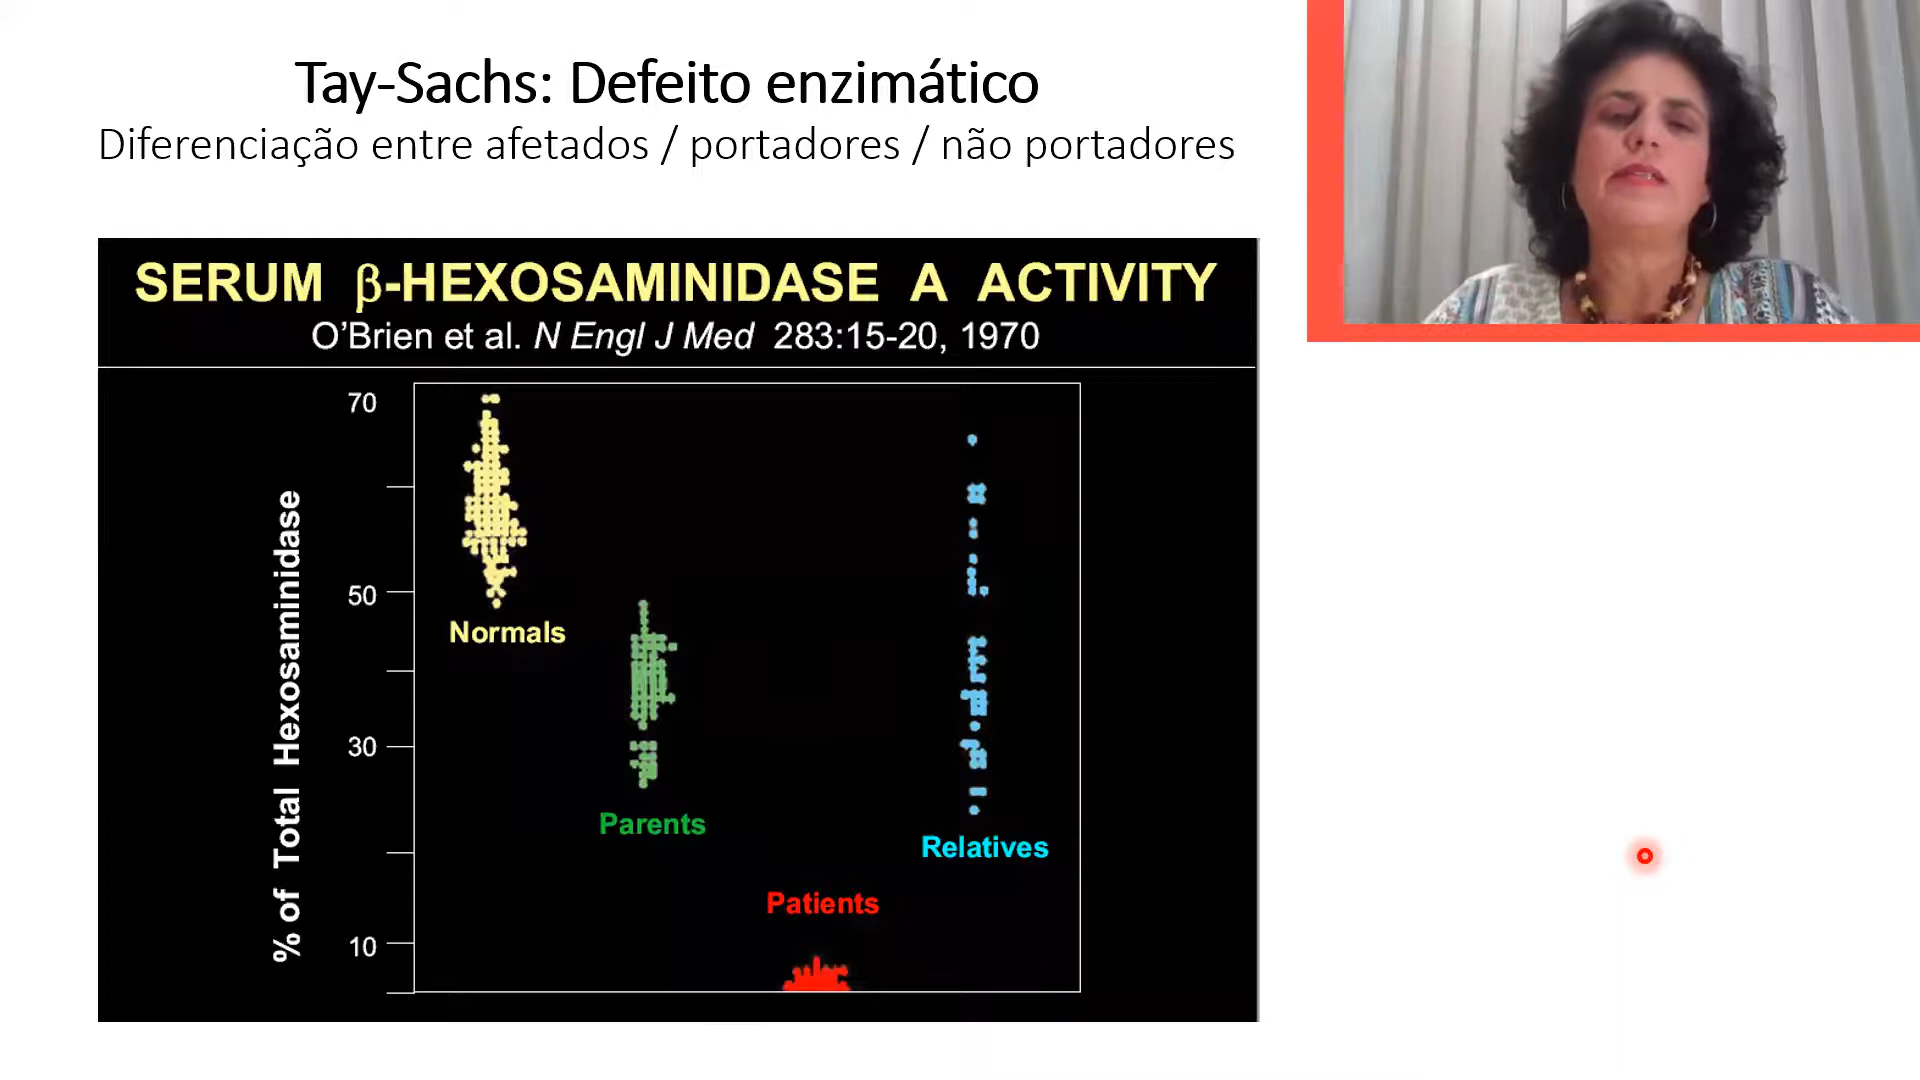 Tay-Sachs: Defeito enzimático
Diferenciação entre afetados / portadores / não portadores
SERUM β-HEXOSAMINIDASE A ACTIVITY
O’Brien et al. N Engl J Med 283:15-20, 1970
% of Total Hexosaminidase
70
50
30
10
Normals
Parents
Patients
Relatives